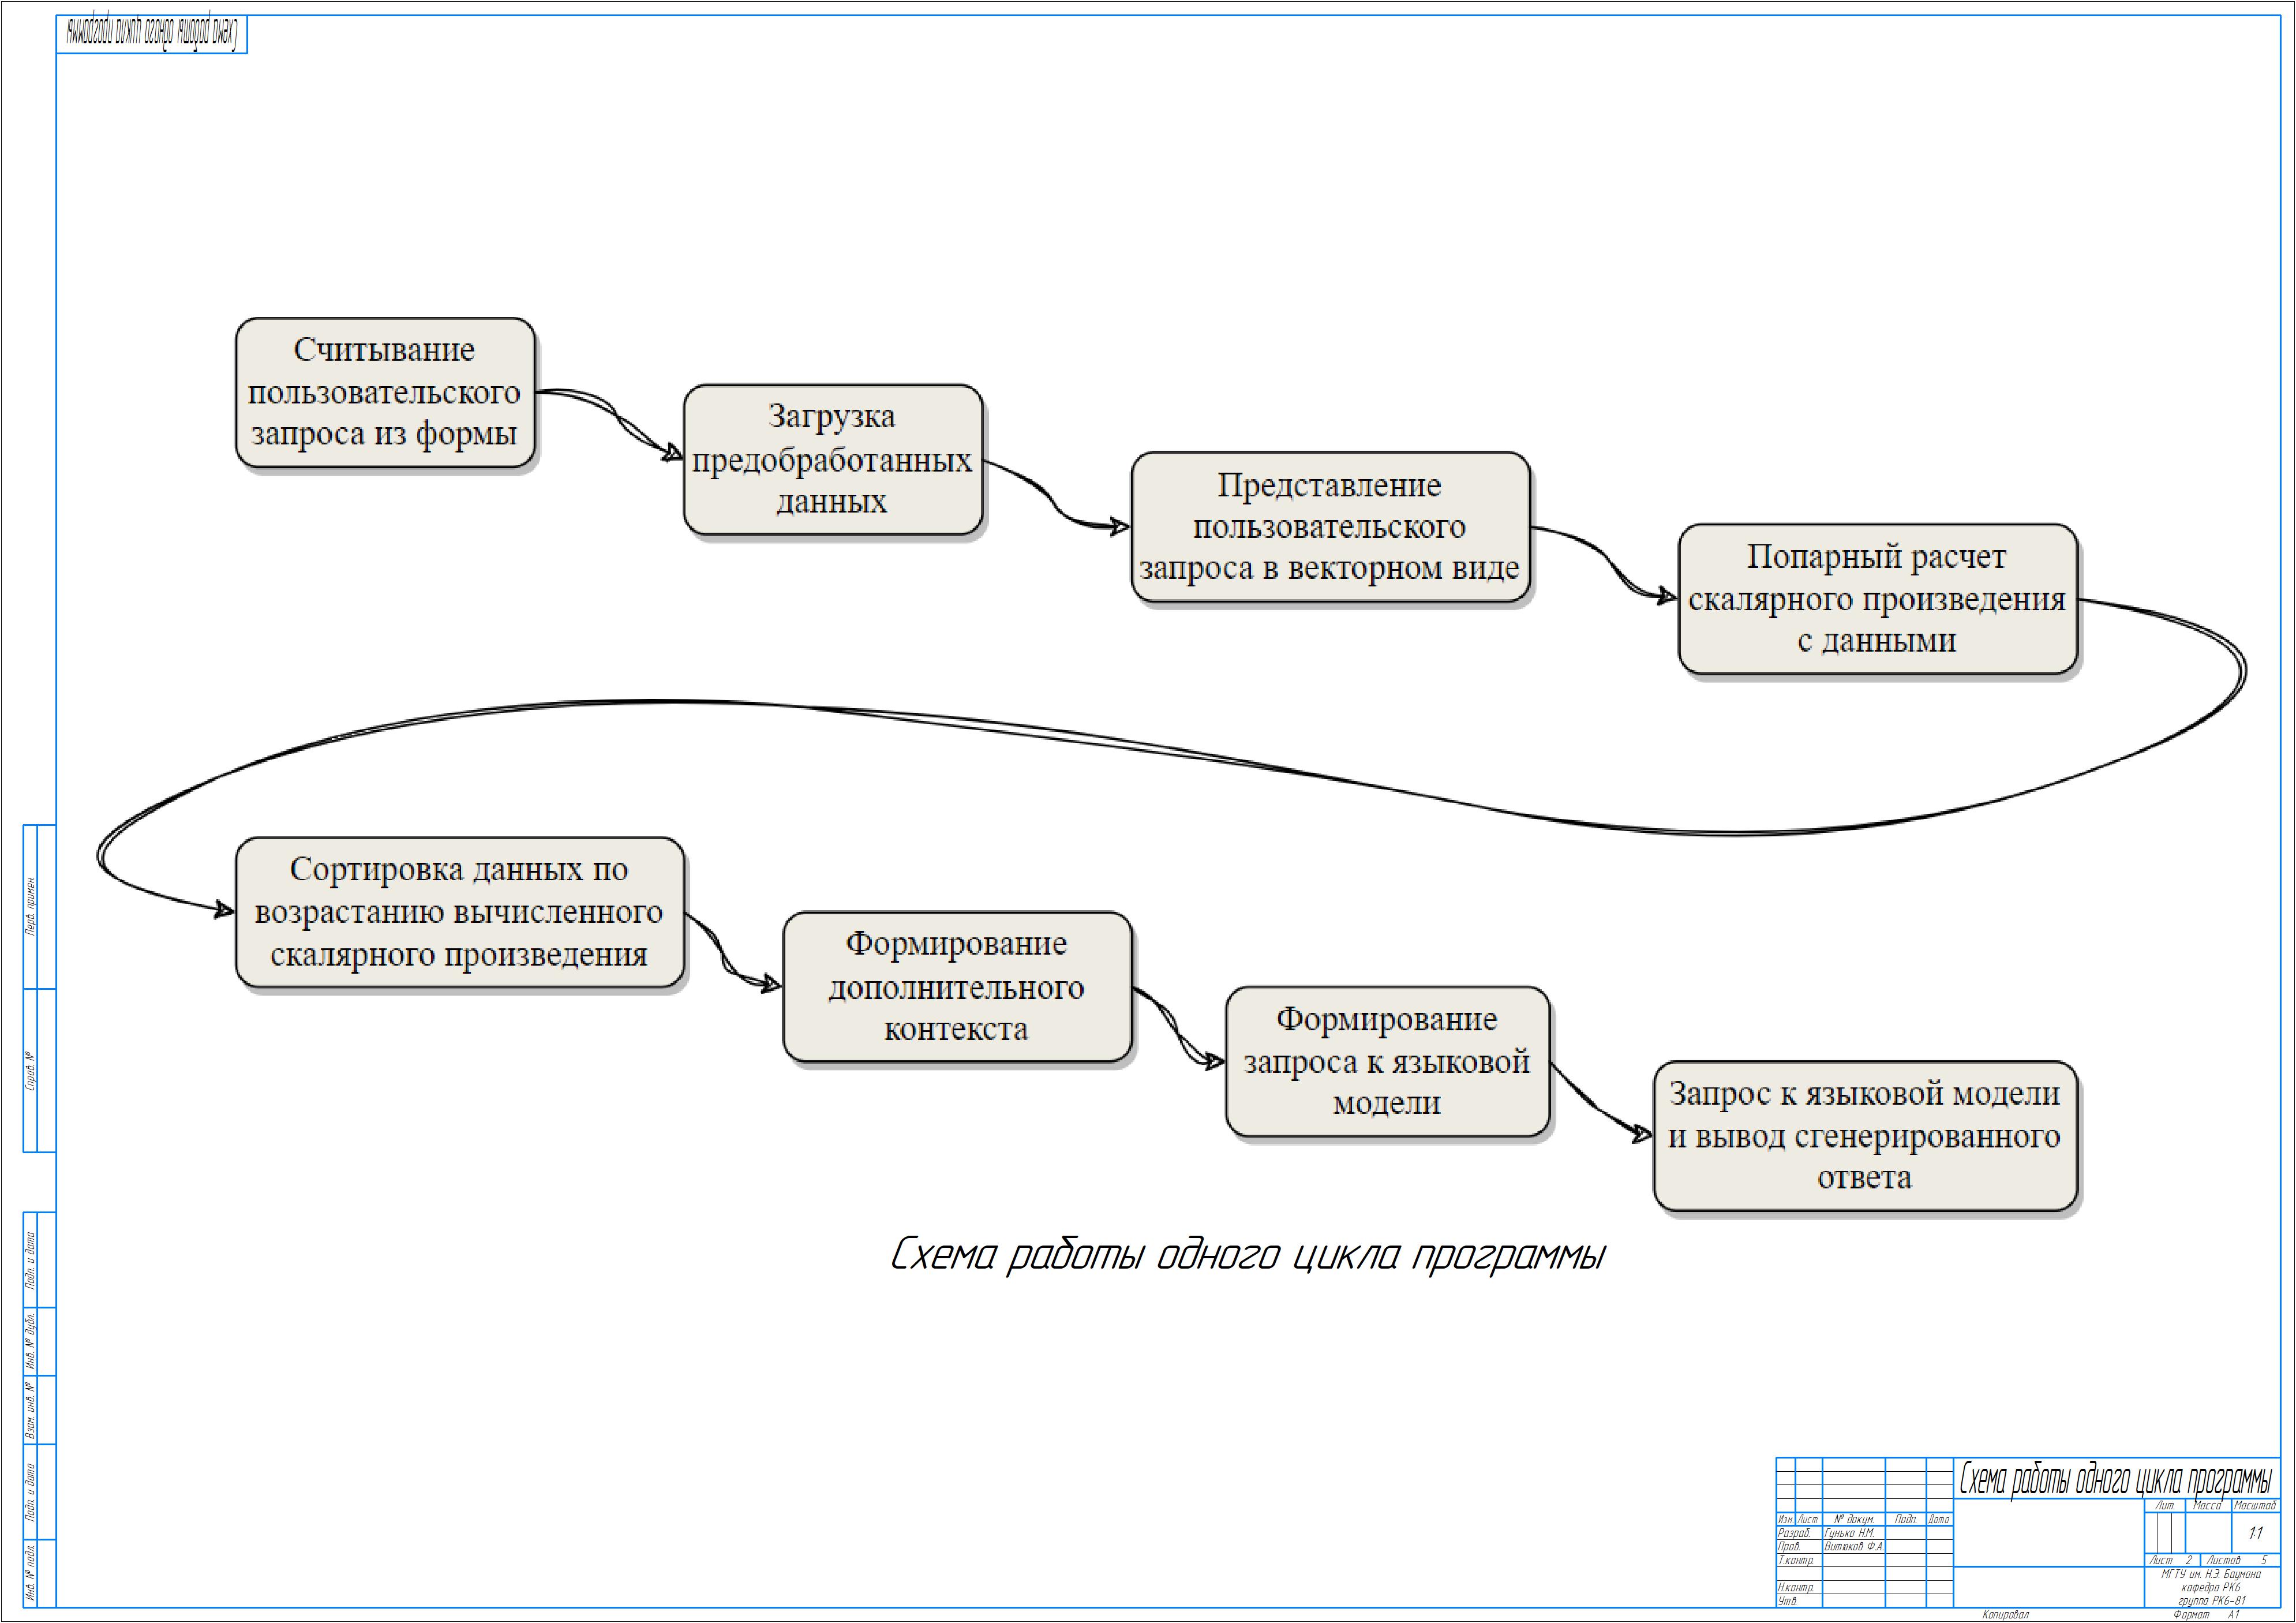 Схема работы одного цикла программы
Считывание
пользовательского
запроса из формы
Загрузка
предобработанных
данных
Представление
пользовательского
запроса в векторном виде
Попарный расчет
скалярного произведения
с данными
Сортировка данных по
возрастанию вычисленного
скалярного произведения
Формирование
дополнительного
контекста
Формирование
запроса к языковой
модели
Запрос к языковой модели
и вывод сгенерированного
ответа
Схема работы одного цикла программы
Перв. примен.
Справ. №
Подп. и дата
Инв. № дубл.
Взам. инв. №
Подп. и дата
Инв. № подл.
Схема работы одного цикла программы
Лит. Масса Масштаб
1:1
Изм. Лист № докум. Подп. Дата
Разраб. Гунько Н.М.
Пров. Витюков Ф.А.
Т.контр.
Лист 2 Листов 5
Н.контр.
Утв.
МГТУ им. Н.Э. Баумана
кафедра РК6
группа РК6-81
Копировал Формат А1